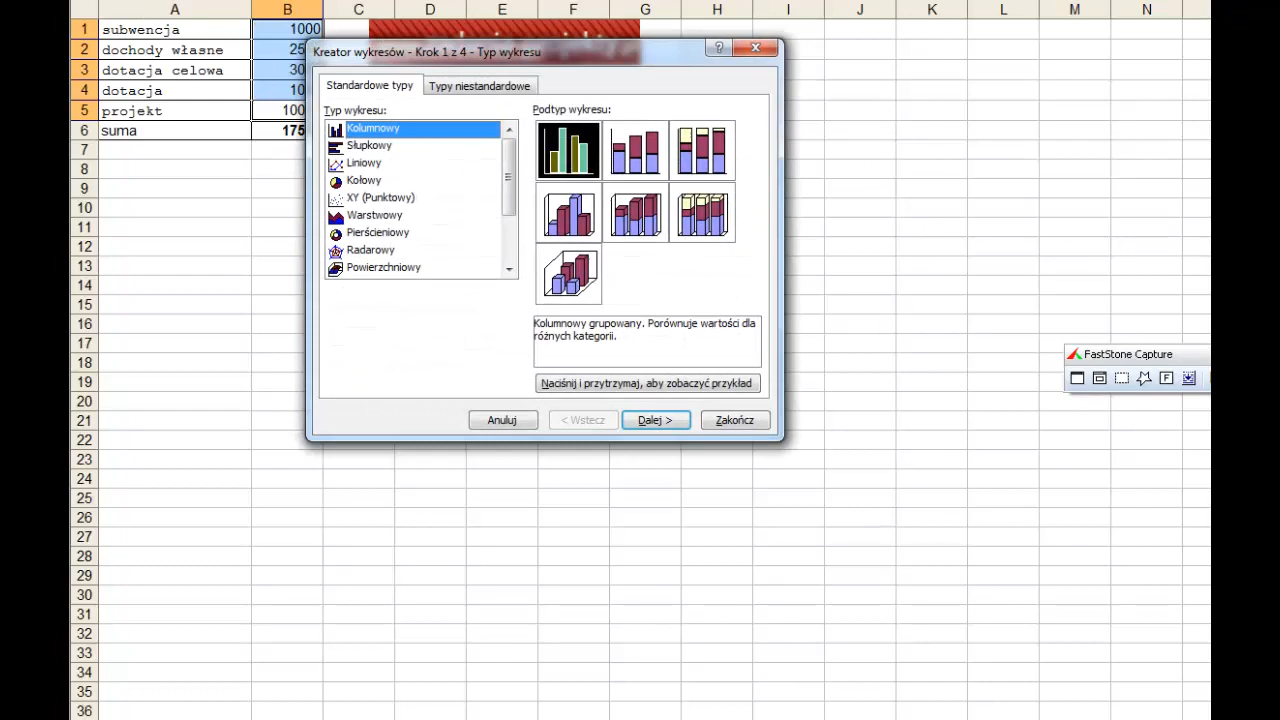 A B C D E F G H I J K L M N
1 subwencja 1000
2 dochody własne 25
3 dotacja celowa 30
4 dotacja 10
5 projekt 100
6 suma 175
7
8
9
10
11
12
13
14
15
16
17
18
19
20
21
22
23
24
25
26
27
28
29
30
31
32
33
34
35
36
Kreator wykresów - Krok 1 z 4 - Typ wykresu
Standardowe typy Typy niestandardowe
Typ wykresu:
Kolumnowy
Słupkowy
Liniowy
Kołowy
XY (Punktowy)
Warstwowy
Pierścieniowy
Radarowy
Powierzchniowy
Podtyp wykresu:
Kolumnowy grupowany. Porównuje wartości dla
różnych kategorii.
Naciśnij i przytrzymaj, aby zobaczyć przykład
Anuluj < Wstecz Dalej > Zakończ
FastStone Capture